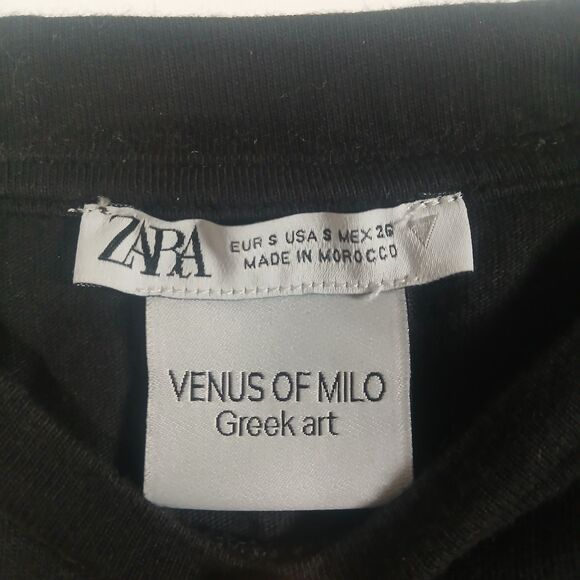 ZARA
EUR S USA S MEX 26
MADE IN MOROCCO
VENUS OF MILO
Greek art